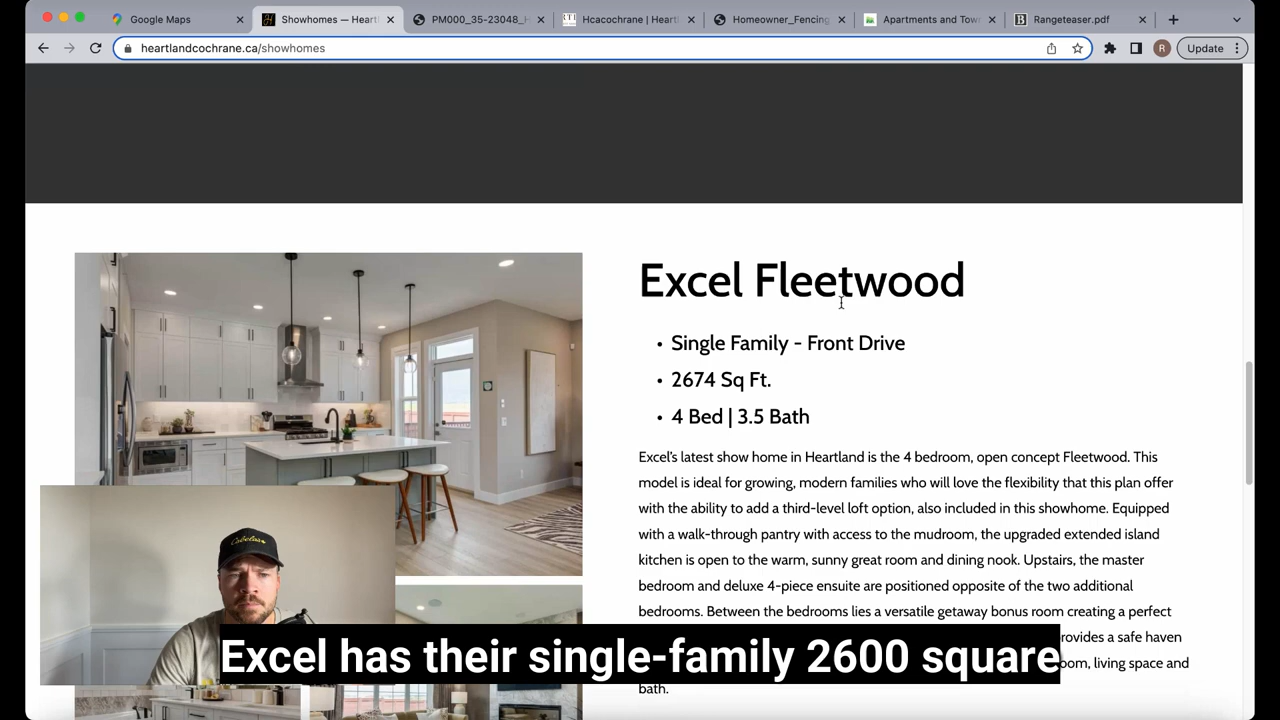 Google Maps
Showhomes — Heartl
PM000_35-23048_H
Hcacochrane | Heart
Homeowner_Fencing
Apartments and Town
Rangeteaser.pdf
heartlandcochrane.ca/showhomes
R
Update
Excel Fleetwood
• Single Family - Front Drive
• 2674 Sq Ft.
• 4 Bed | 3.5 Bath
Excel's latest show home in Heartland is the 4 bedroom, open concept Fleetwood. This
model is ideal for growing, modern families who will love the flexibility that this plan offer
with the ability to add a third-level loft option, also included in this showhome. Equipped
with a walk-through pantry with access to the mudroom, the upgraded extended island
kitchen is open to the warm, sunny great room and dining nook. Upstairs, the master
bedroom and deluxe 4-piece ensuite are positioned opposite of the two additional
bedrooms. Between the bedrooms lies a versatile getaway bonus room creating a perfect
rovides a safe haven
oom, living space and
bath.
Cabelas
Excel has their single-family 2600 square